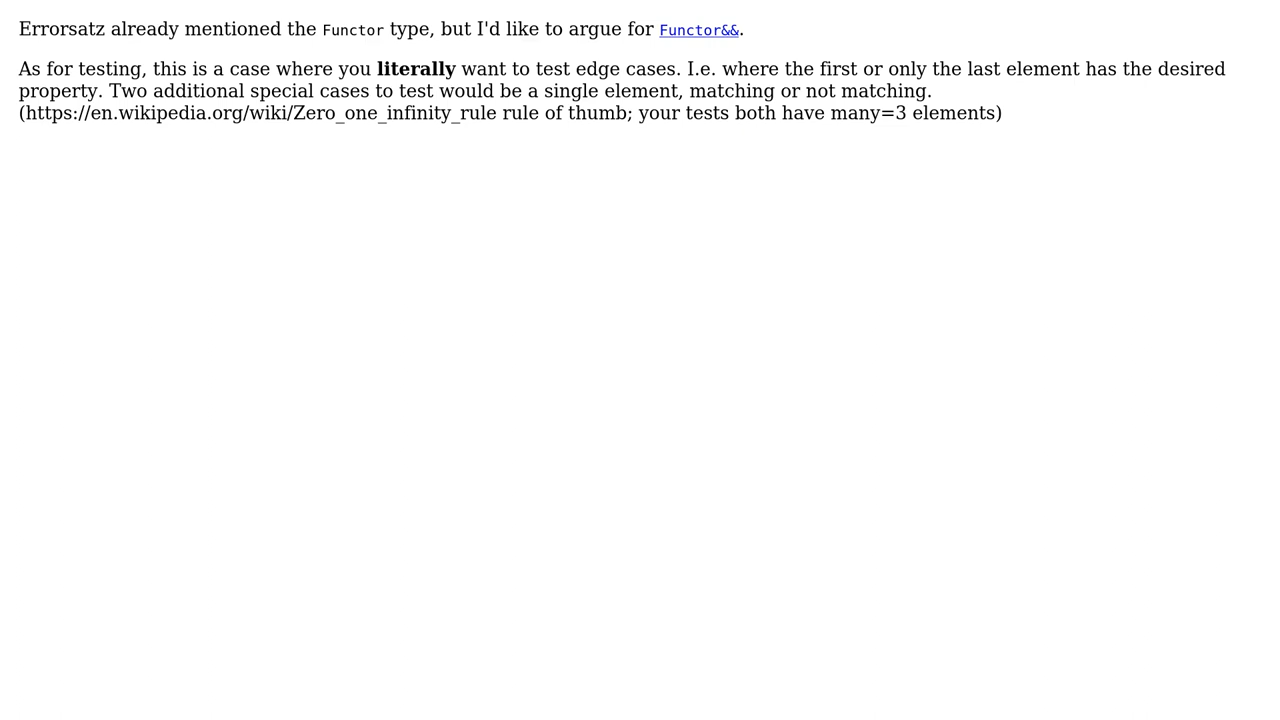 Errorsatz already mentioned the Functor type, but I'd like to argue for Functor&&.
As for testing, this is a case where you literally want to test edge cases. I.e. where the first or only the last element has the desired
property. Two additional special cases to test would be a single element, matching or not matching.
(https://en.wikipedia.org/wiki/Zero_one_infinity_rule rule of thumb; your tests both have many=3 elements)